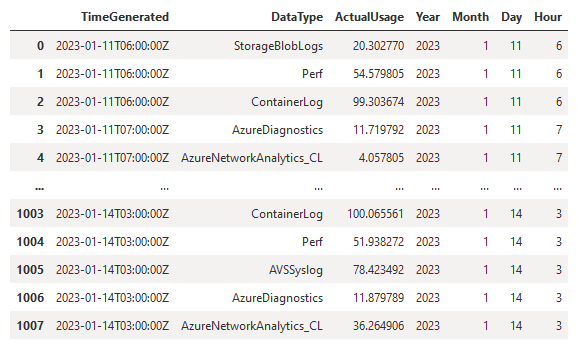 TimeGenerated DataType ActualUsage Year Month Day Hour
0 2023-01-11T06:00:00Z StorageBlobLogs 20.302770 2023 1 11 6
1 2023-01-11T06:00:00Z Perf 54.579805 2023 1 11 6
2 2023-01-11T06:00:00Z ContainerLog 99.303674 2023 1 11 6
3 2023-01-11T07:00:00Z AzureDiagnostics 11.719792 2023 1 11 7
4 2023-01-11T07:00:00Z AzureNetworkAnalytics_CL 4.057805 2023 1 11 7
... ... ... ... ... ... ... ...
1003 2023-01-14T03:00:00Z ContainerLog 100.065561 2023 1 14 3
1004 2023-01-14T03:00:00Z Perf 51.938272 2023 1 14 3
1005 2023-01-14T03:00:00Z AVSSyslog 78.423492 2023 1 14 3
1006 2023-01-14T03:00:00Z AzureDiagnostics 11.879789 2023 1 14 3
1007 2023-01-14T03:00:00Z AzureNetworkAnalytics_CL 36.264906 2023 1 14 3